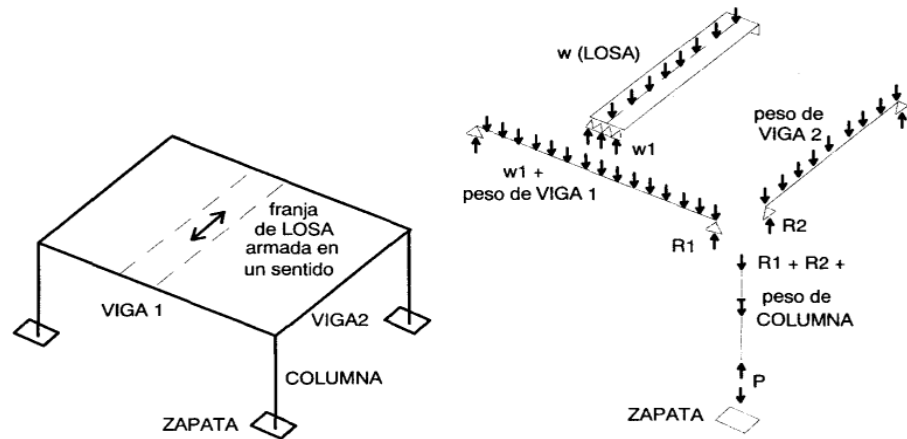 franja
de LOSA
armada en
un sentido
VIGA 1
VIGA2
COLUMNA
ZAPATA
w (LOSA)
w1
w1 +
peso de VIGA 1
peso de
VIGA 2
R1
R2
R1 + R2 +
peso de
COLUMNA
P
ZAPATA